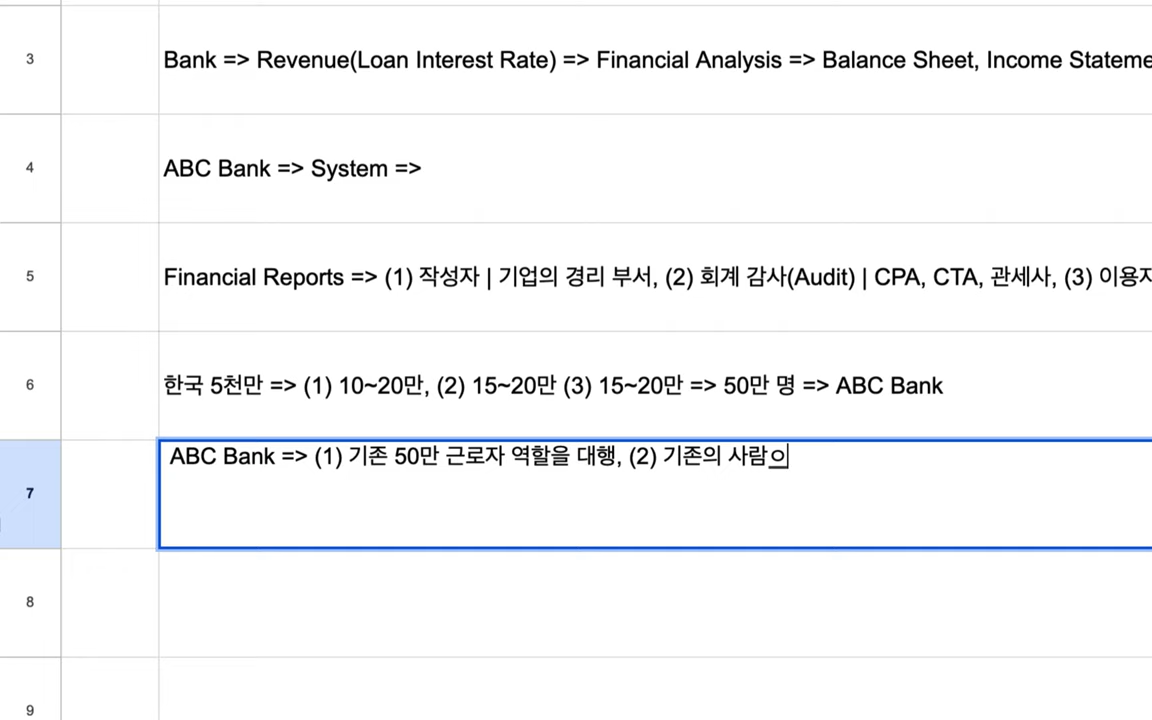 3
Bank => Revenue(Loan Interest Rate) => Financial Analysis => Balance Sheet, Income Stateme
4
ABC Bank => System =>
5
Financial Reports => (1) 작성자 | 기업의 경리 부서, (2) 회계 감사(Audit) | CPA, CTA, 관세사, (3) 이용자
6
한국 5천만 => (1) 10~20만, (2) 15~20만 (3) 15~20만 => 50만 명 => ABC Bank
7
ABC Bank => (1) 기존 50만 근로자 역할을 대행, (2) 기존의 사람ㅇ
8
9